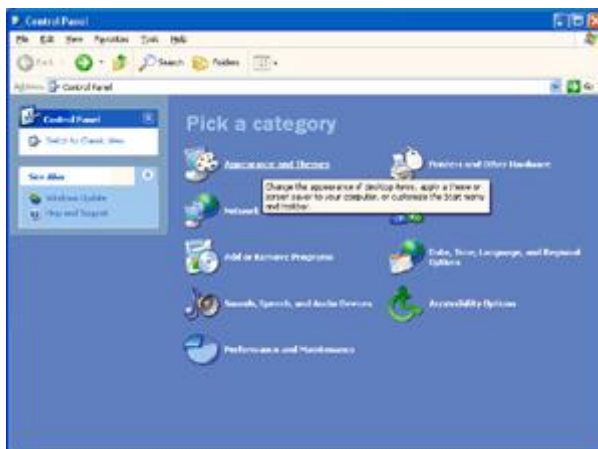 Control Panel
File Edit View Favorites Tools Help
Back Search Folders
Address Control Panel Go
Control Panel
Switch to Classic View
See Also
Windows Update
Help and Support
Pick a category
Appearance and Themes
Printers and Other Hardware
Change the appearance of desktop items, apply a theme or
screen saver to your computer, or customize the Start menu
and taskbar.
Network
Add or Remove Programs
Date, Time, Language, and Regional
Options
Sounds, Speech, and Audio Devices
Accessibility Options
Performance and Maintenance